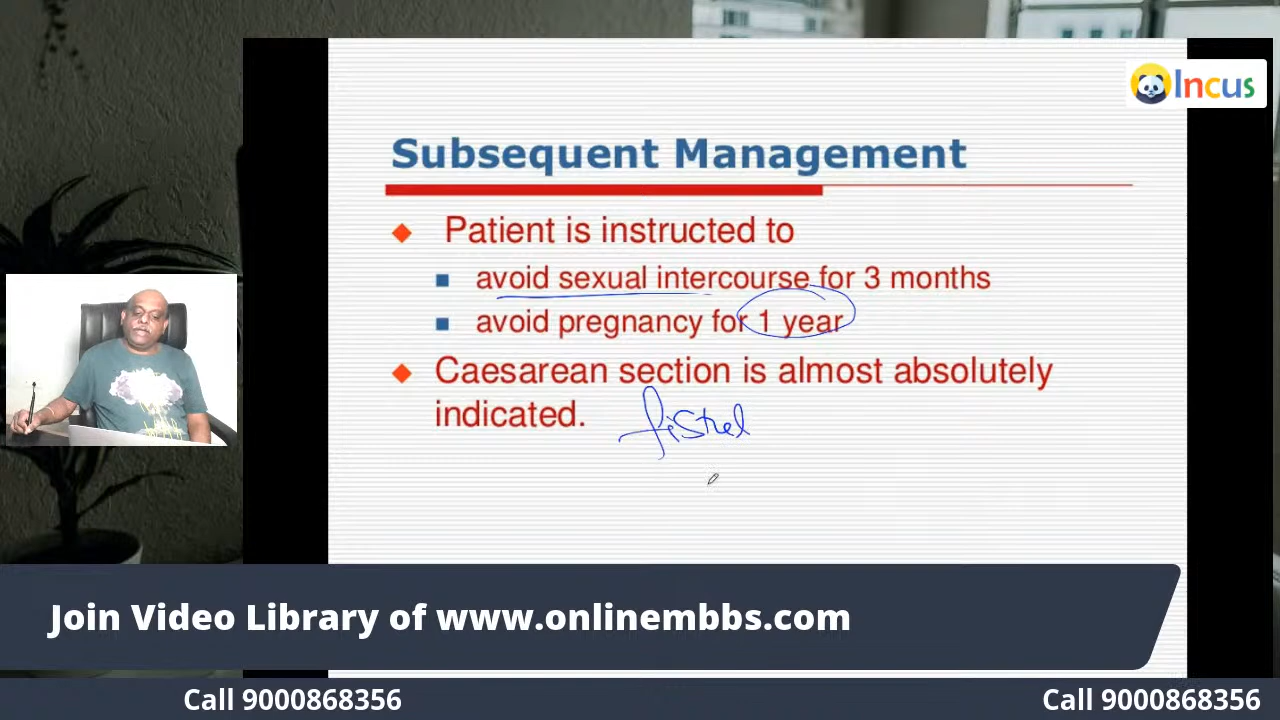 Incus
Subsequent Management
Patient is instructed to
avoid sexual intercourse for 3 months
avoid pregnancy for 1 year
Caesarean section is almost absolutely
indicated.
Join Video Library of www.onlinembbs.com
Call 9000868356
Call 9000868356